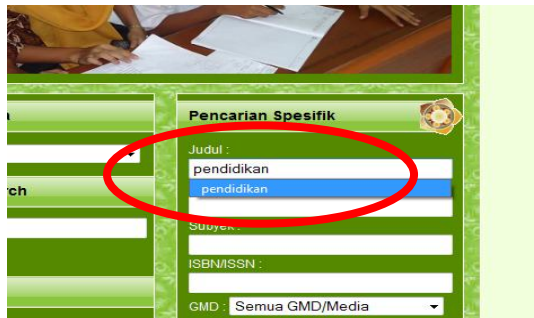 Pencarian Spesifik
Judul :
pendidikan
pendidikan
rch
Subyek :
ISBN/ISSN :
GMD : Semua GMD/Media